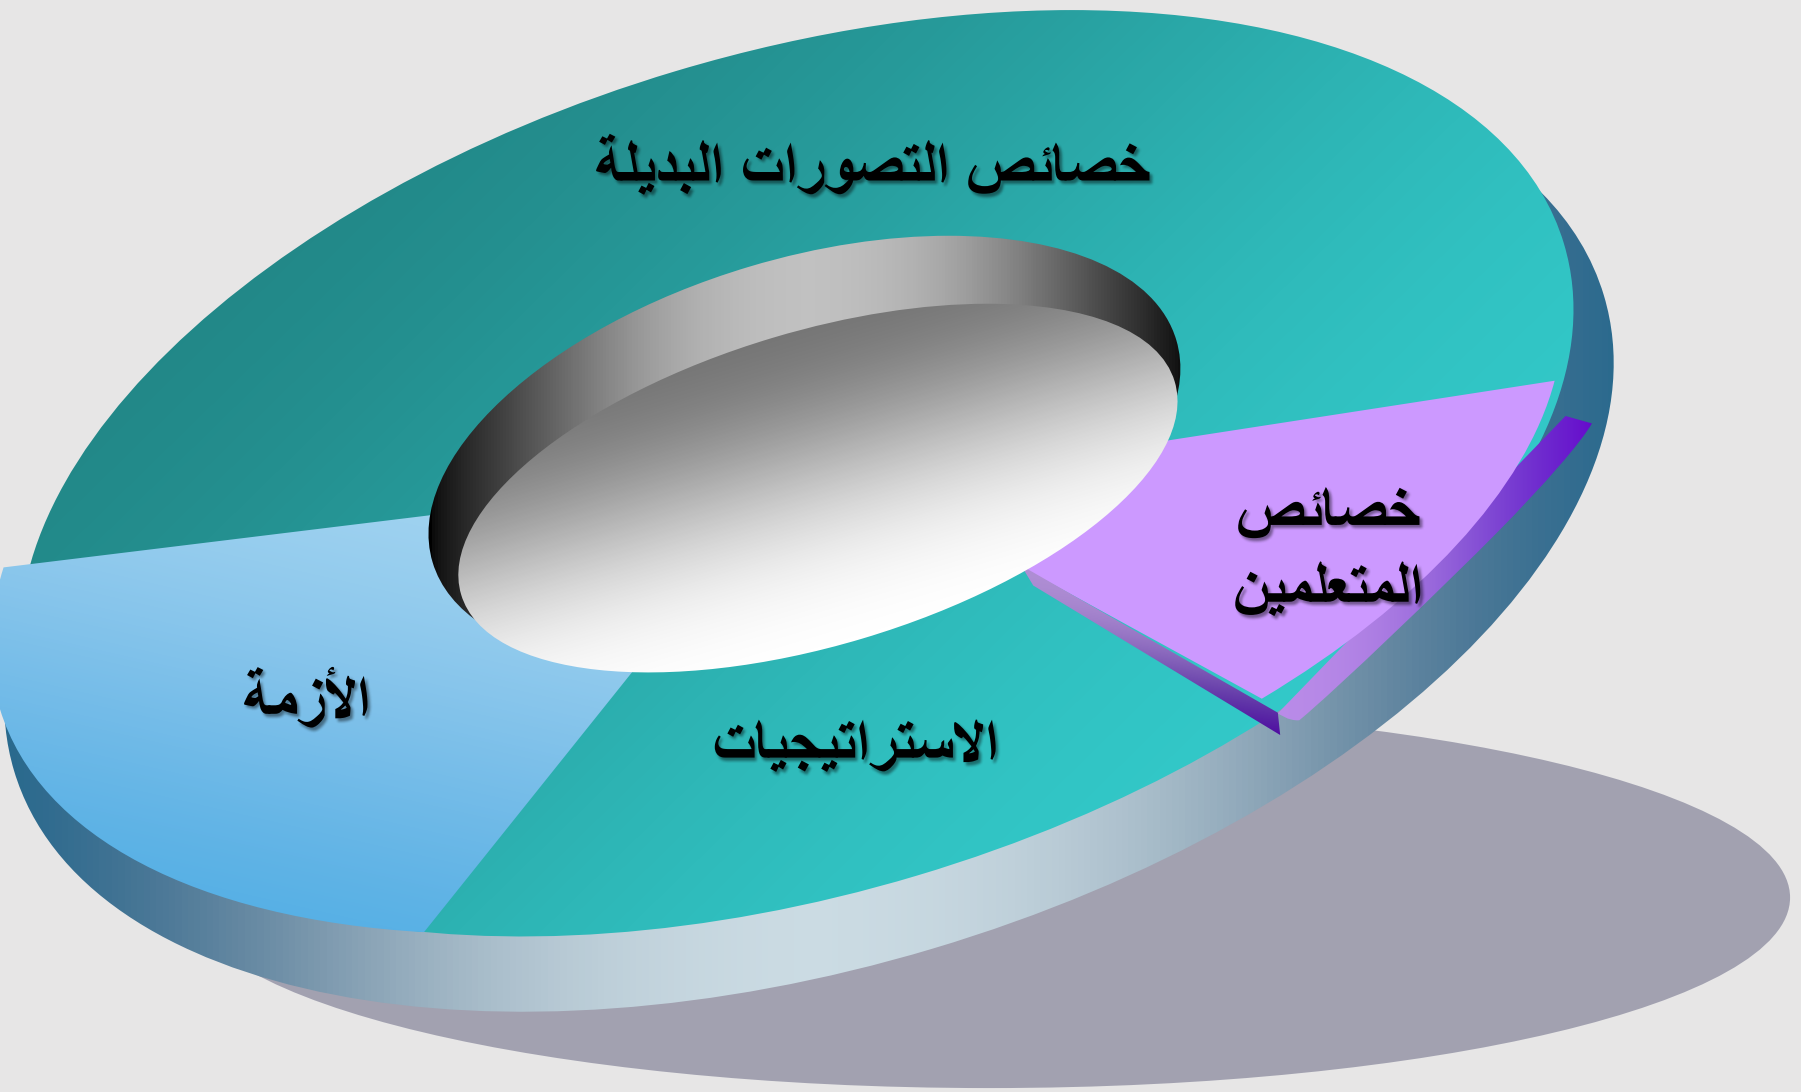 خصائص التصورات البديلة
خصائص
المتعلمين
الاستراتيجيات
الأزمة